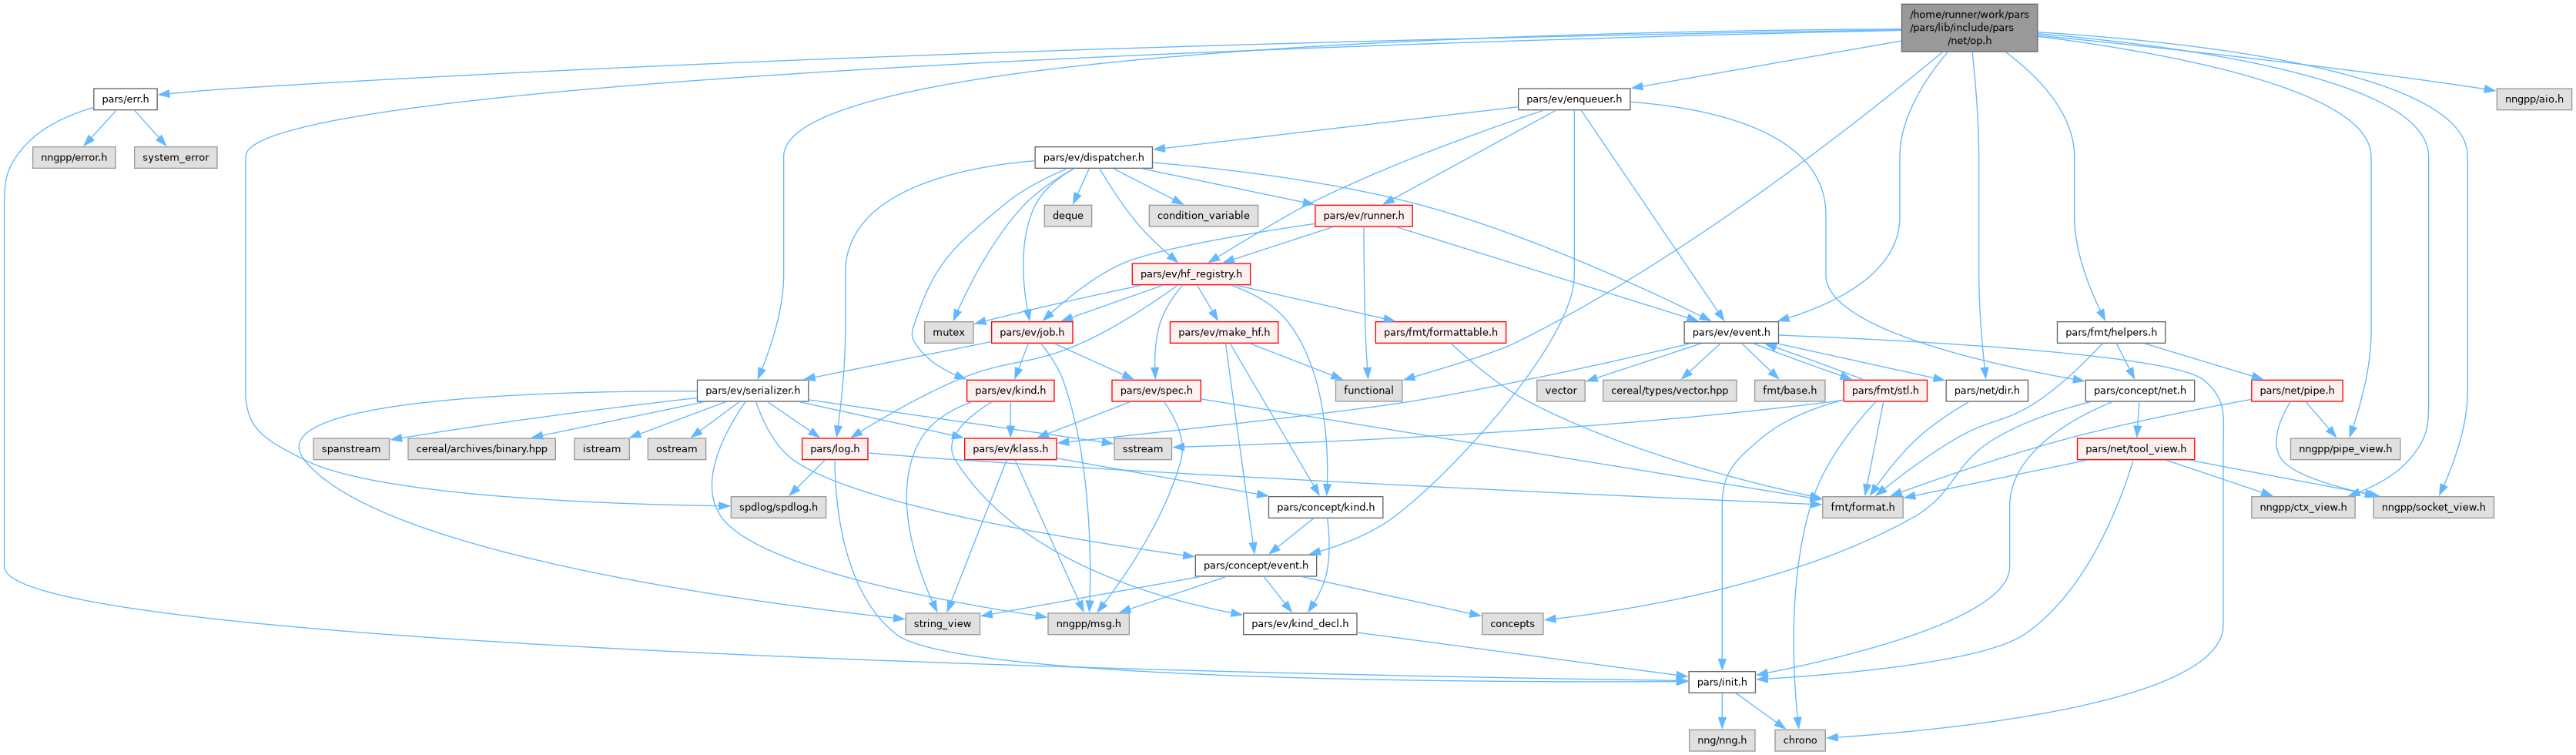 /home/runner/work/pars
/pars/lib/include/pars
/net/op.h
pars/err.h
pars/ev/enqueuer.h
nngpp/aio.h
nngpp/error.h
system_error
pars/ev/dispatcher.h
deque
condition_variable
pars/ev/runner.h
pars/ev/hf_registry.h
mutex
pars/ev/job.h
pars/ev/make_hf.h
pars/fmt/formattable.h
pars/ev/event.h
pars/fmt/helpers.h
pars/ev/serializer.h
pars/ev/kind.h
pars/ev/spec.h
functional
vector
cereal/types/vector.hpp
fmt/base.h
pars/fmt/stl.h
pars/net/dir.h
pars/concept/net.h
pars/net/pipe.h
spanstream
cereal/archives/binary.hpp
istream
ostream
pars/log.h
pars/ev/klass.h
sstream
pars/net/tool_view.h
nngpp/pipe_view.h
spdlog/spdlog.h
pars/concept/kind.h
fmt/format.h
nngpp/ctx_view.h
nngpp/socket_view.h
pars/concept/event.h
string_view
nngpp/msg.h
pars/ev/kind_decl.h
concepts
pars/init.h
nng/nng.h
chrono